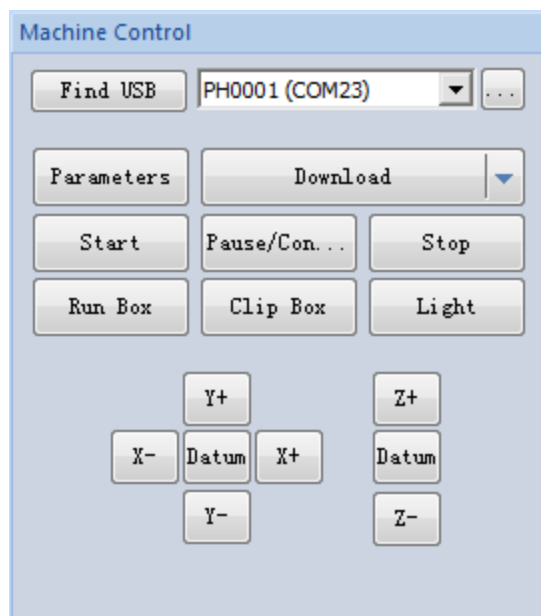 Machine Control
Find USB PH0001 (COM23) ...
Parameters Download
Start Pause/Con... Stop
Run Box Clip Box Light
Y+ Z+
X- Datum X+ Datum
Y- Z-